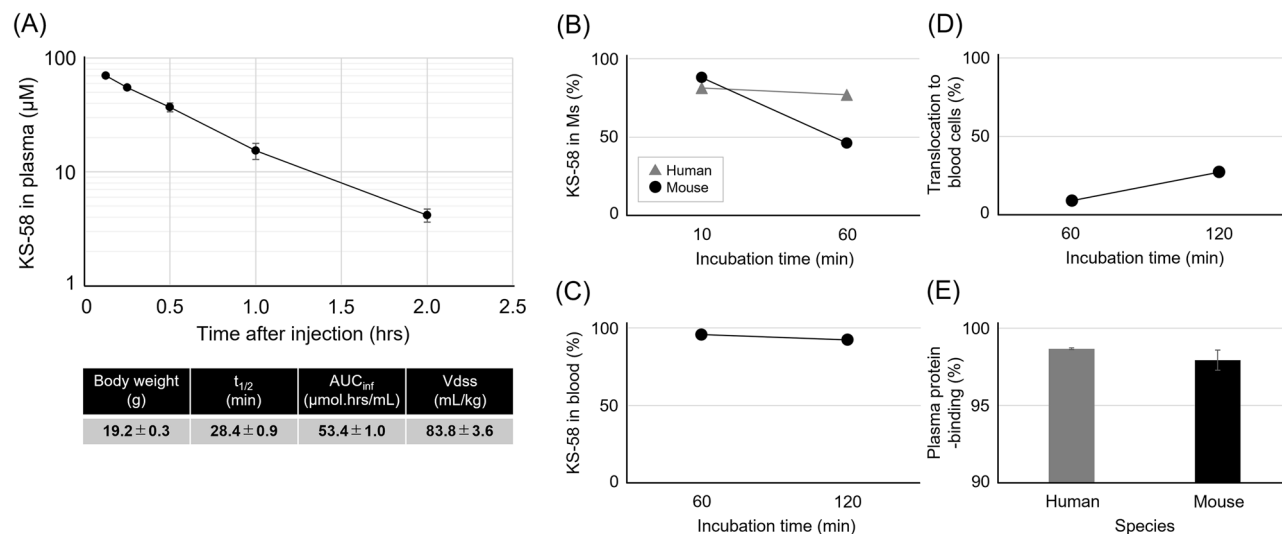 (A)
KS-58 in plasma (µM)
100
10
1
0 0.5 1.0 1.5 2.0 2.5
Time after injection (hrs)
Body weight (g) t1/2 (min) AUCinf (µmol.hrs/mL) Vdss (mL/kg)
19.2±0.3 28.4±0.9 53.4±1.0 83.8±3.6
(B)
KS-58 in Ms (%)
100
50
0
Human
Mouse
10 60
Incubation time (min)
(C)
KS-58 in blood (%)
100
50
0
60 120
Incubation time (min)
(D)
Translocation to
blood cells (%)
100
50
0
60 120
Incubation time (min)
(E)
Plasma protein
-binding (%)
100
95
90
Human Mouse
Species